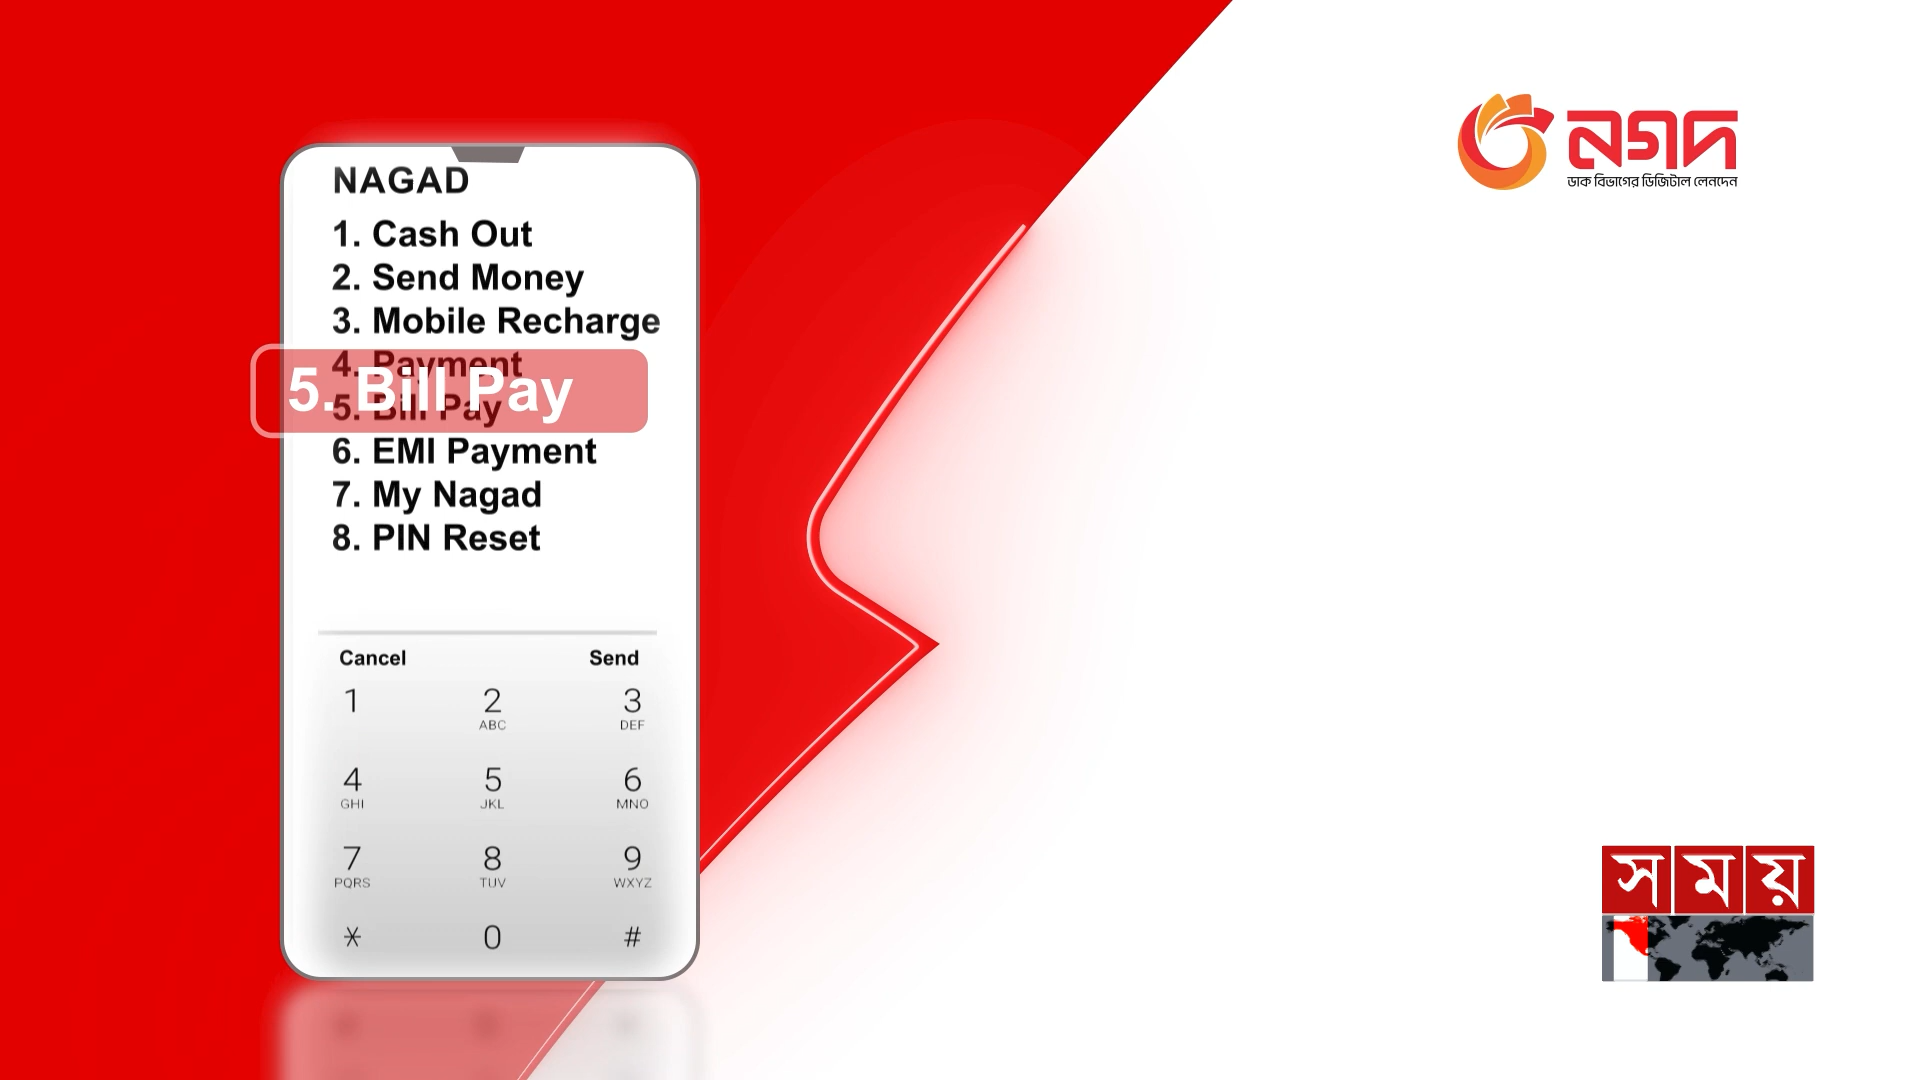 NAGAD
1. Cash Out
2. Send Money
3. Mobile Recharge
4. Payment
5. Bill Pay
5. Bill Pay
6. EMI Payment
7. My Nagad
8. PIN Reset
Cancel Send
1 2 3
ABC DEF
4 5 6
GHI JKL MNO
7 8 9
PQRS TUV WXYZ
* 0 #
নগদ
ডাক বিভাগের ডিজিটাল লেনদেন
সময়